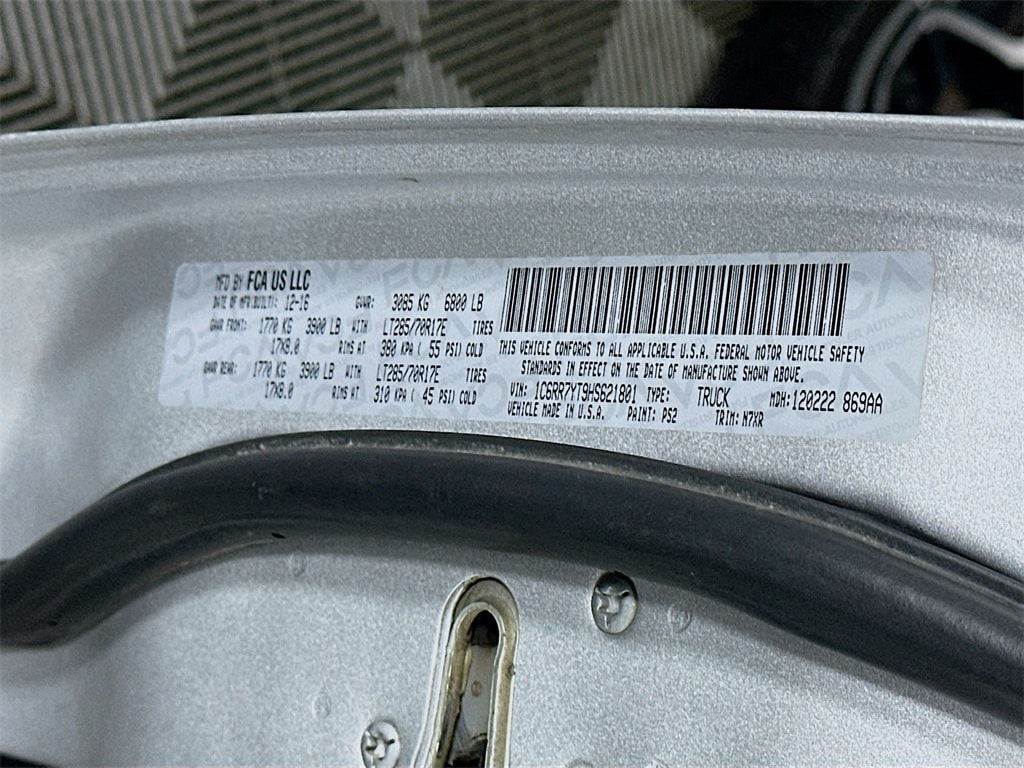 MFD BY FCA US LLC
DATE OF MFR(BUILT): 12-16 GVWR: 3085 KG 6800 LB
GAWR FRONT: 1770 KG 3900 LB WITH LT285/70R17E TIRES
17X8.0 RIMS AT 380 KPA ( 55 PSI) COLD
GAWR REAR: 1770 KG 3900 LB WITH LT285/70R17E TIRES
17X8.0 RIMS AT 310 KPA ( 45 PSI) COLD
THIS VEHICLE CONFORMS TO ALL APPLICABLE U.S.A. FEDERAL MOTOR VEHICLE SAFETY
STANDARDS IN EFFECT ON THE DATE OF MANUFACTURE SHOWN ABOVE.
VIN: 1C6RR7YT9HS621801 TYPE: TRUCK MDH: 120222 869AA
VEHICLE MADE IN U.S.A. PAINT: PS2 TRIM: N7XR